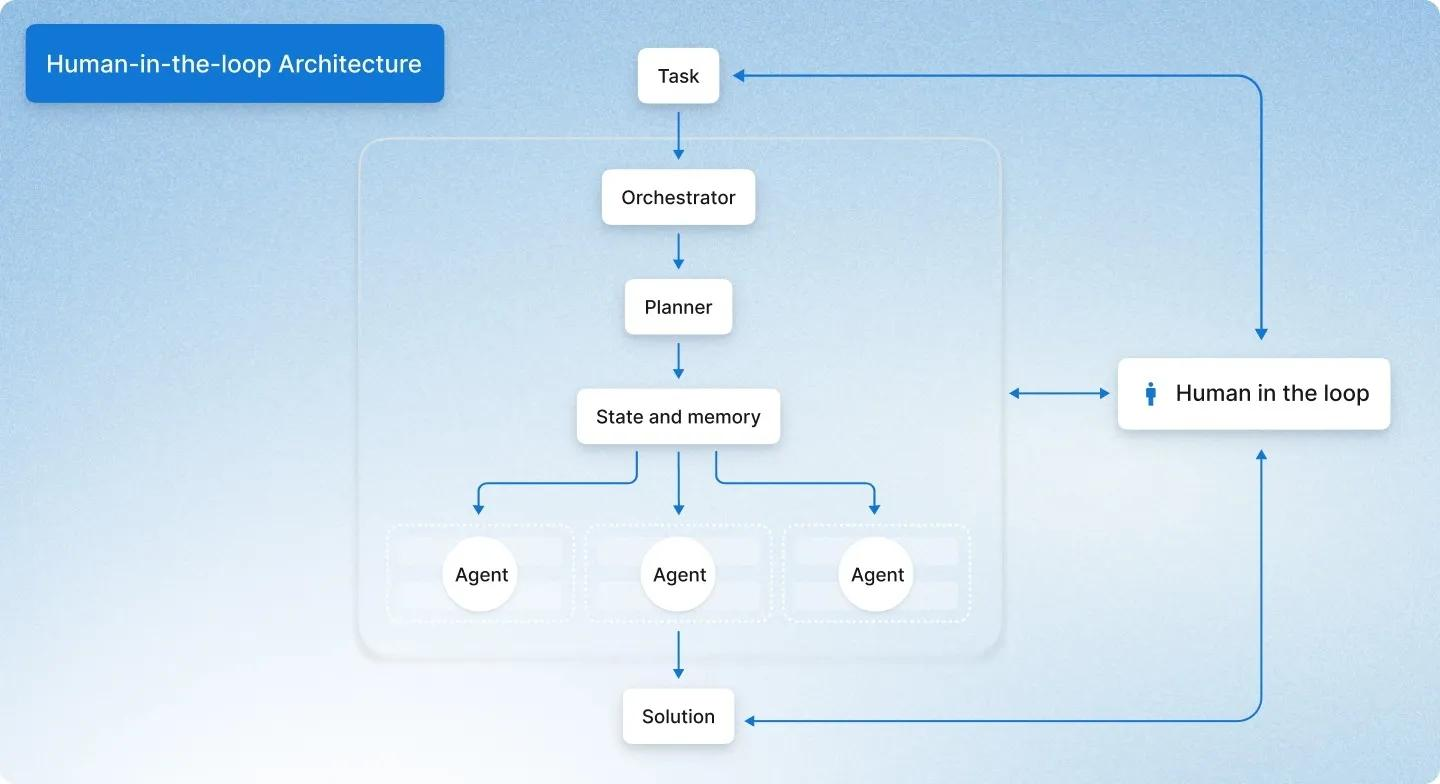 Human-in-the-loop Architecture
Task
Orchestrator
Planner
State and memory
Human in the loop
Agent
Agent
Agent
Solution